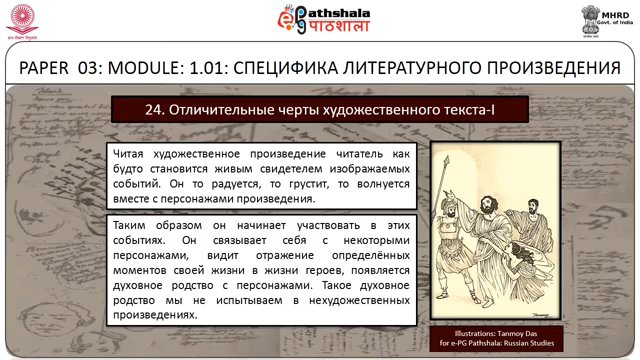 ePathshala
पाठशाला
MHRD
Govt. of India
PAPER 03: MODULE: 1.01: СПЕЦИФИКА ЛИТЕРАТУРНОГО ПРОИЗВЕДЕНИЯ
24. Отличительные черты художественного текста-I
Читая художественное произведение читатель как
будто становится живым свидетелем изображаемых
событий. Он то радуется, то грустит, то волнуется
вместе с персонажами произведения.
Таким образом он начинает участвовать в этих
событиях. Он связывает себя с некоторыми
персонажами, видит отражение определённых
моментов своей жизни в жизни героев, появляется
духовное родство с персонажами. Такое духовное
родство мы не испытываем в нехудожественных
произведениях.
Illustrations: Tanmoy Das
for e-PG Pathshala: Russian Studies